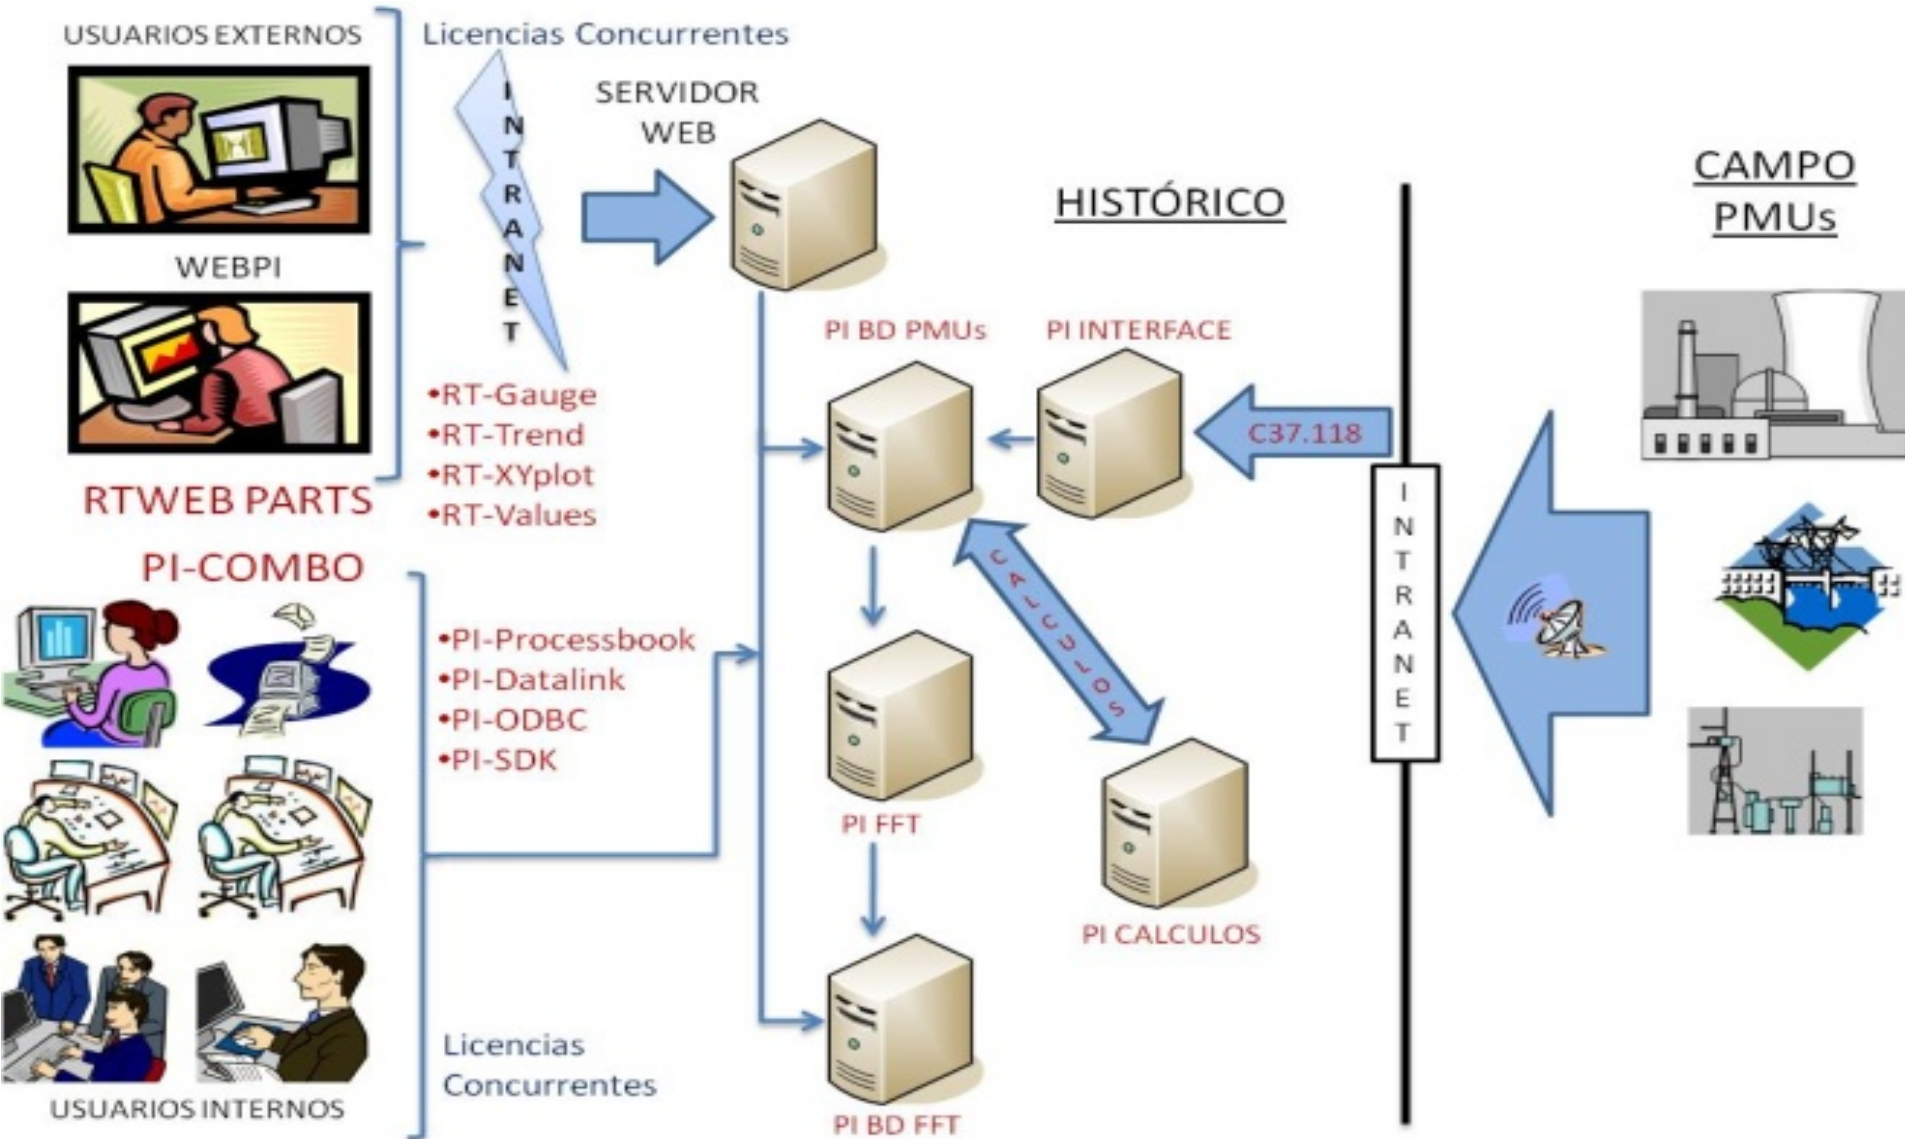 USUARIOS EXTERNOS
Licencias Concurrentes
INTRANET
SERVIDOR
WEB
WEBPI
•RT-Gauge
•RT-Trend
•RT-XYplot
•RT-Values
RTWEB PARTS
PI-COMBO
•PI-Processbook
•PI-Datalink
•PI-ODBC
•PI-SDK
Licencias
Concurrentes
USUARIOS INTERNOS
HISTÓRICO
PI BD PMUs
PI INTERFACE
C37.118
CALCULOS
PI FFT
PI CALCULOS
PI BD FFT
INTRANET
CAMPO
PMUs